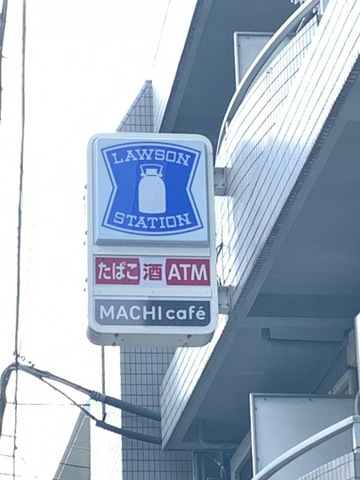 LAWSON
STATION
たばこ 酒 ATM
MACHI café